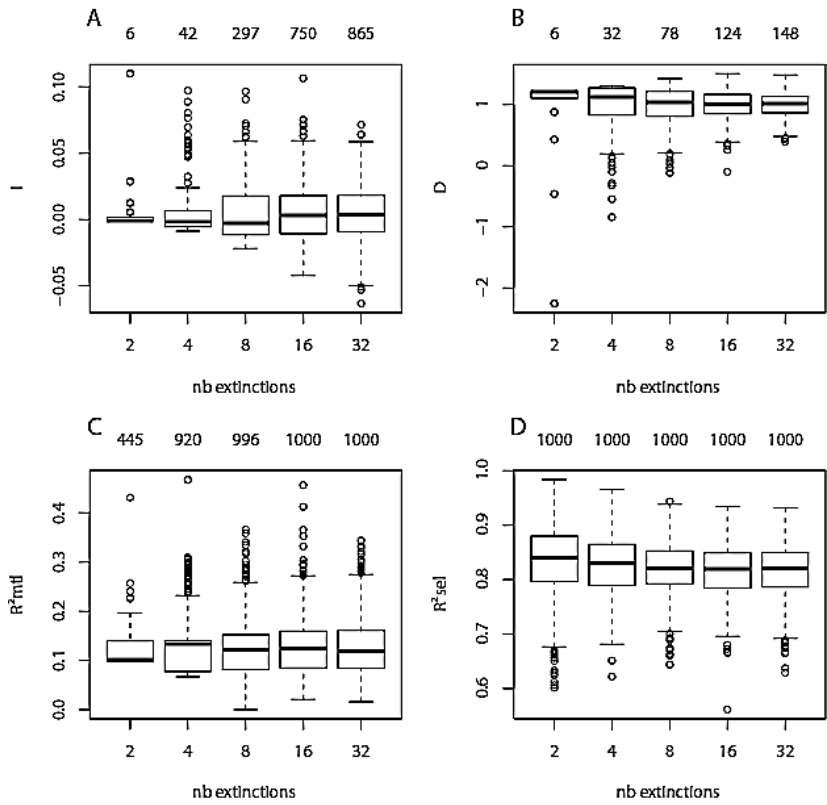 A
6 42 297 750 865
I
0.10
0.05
0.00
−0.05
2 4 8 16 32
nb extinctions
B
6 32 78 124 148
D
1
0
−1
−2
2 4 8 16 32
nb extinctions
C
445 920 996 1000 1000
R²mtl
0.4
0.3
0.2
0.1
0.0
2 4 8 16 32
nb extinctions
D
1000 1000 1000 1000 1000
R²sel
1.0
0.9
0.8
0.7
0.6
2 4 8 16 32
nb extinctions